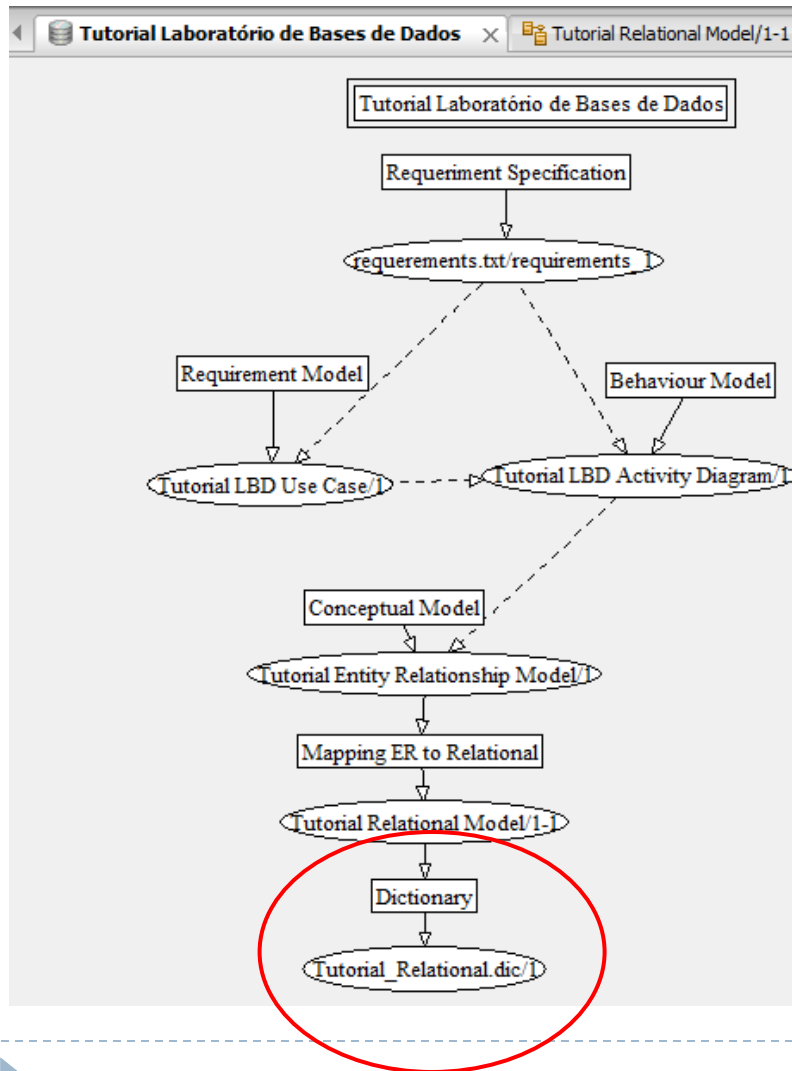 Tutorial Laboratório de Bases de Dados
Tutorial Relational Model/1-1
Tutorial Laboratório de Bases de Dados
Requeriment Specification
requerements.txt/requirements_1
Requirement Model
Behaviour Model
Tutorial LBD Use Case/1
Tutorial LBD Activity Diagram/1
Conceptual Model
Tutorial Entity Relationship Model/1
Mapping ER to Relational
Tutorial Relational Model/1-1
Dictionary
Tutorial_Relational.dic/1